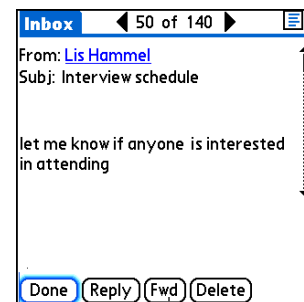 Inbox 50 of 140
From: Lis Hammel
Subj: Interview schedule
let me know if anyone is interested
in attending
Done Reply Fwd Delete